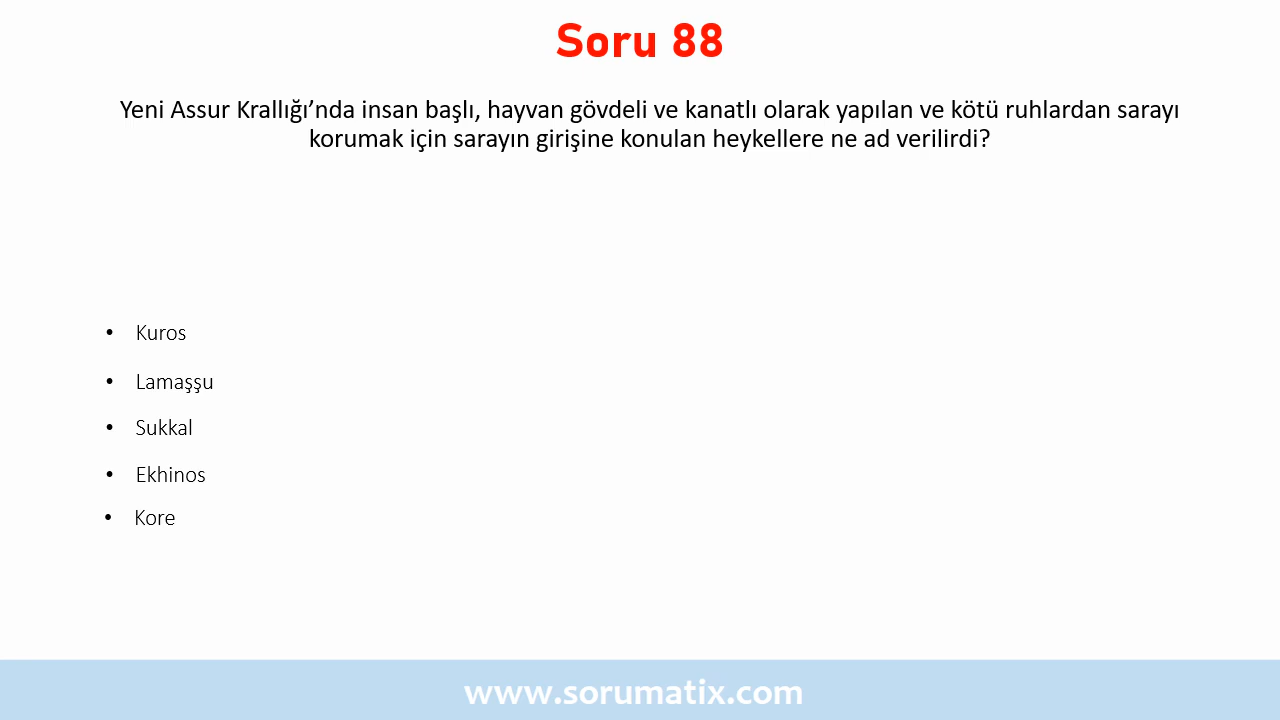 Soru 88
Yeni Assur Krallığı’nda insan başlı, hayvan gövdeli ve kanatlı olarak yapılan ve kötü ruhlardan sarayı
korumak için sarayın girişine konulan heykellere ne ad verilirdi?
• Kuros
• Lamaşşu
• Sukkal
• Ekhinos
• Kore
www.sorumatix.com